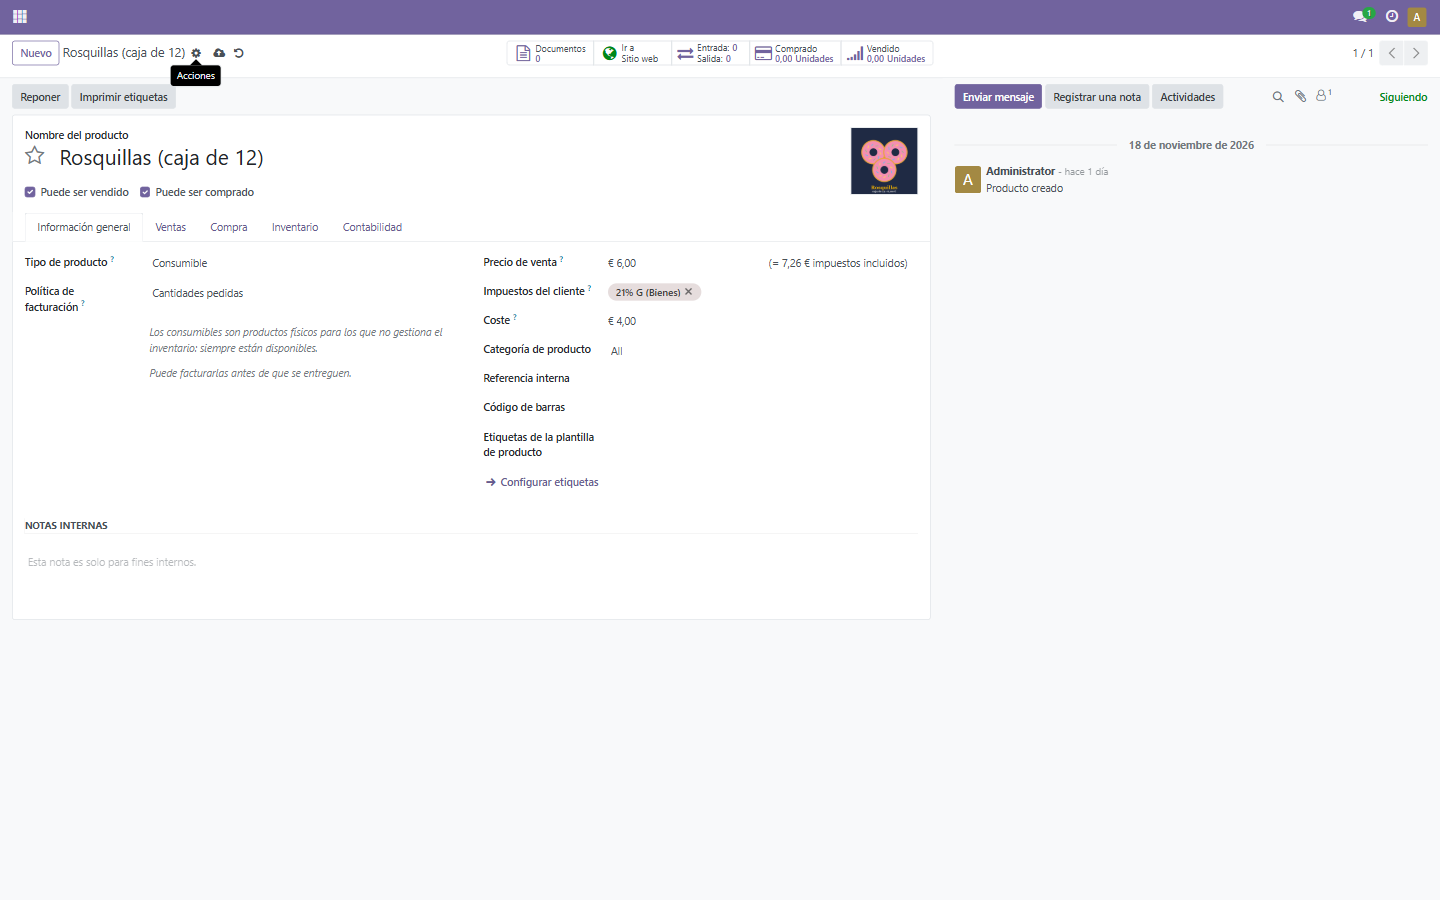 1
A
Nuevo
Rosquillas (caja de 12)
Acciones
Documentos
0
Ir a
Sitio web
Entrada: 0
Salida: 0
Comprado
0,00 Unidades
Vendido
0,00 Unidades
1 / 1
Reponer
Imprimir etiquetas
Enviar mensaje
Registrar una nota
Actividades
1
Siguiendo
Nombre del producto
Rosquillas (caja de 12)
Rosquillas
Puede ser vendido
Puede ser comprado
Información general
Ventas
Compra
Inventario
Contabilidad
Tipo de producto ?
Consumible
Política de
facturación ?
Cantidades pedidas
Los consumibles son productos físicos para los que no gestiona el
inventario: siempre están disponibles.
Puede facturarlas antes de que se entreguen.
Precio de venta ?
€ 6,00
(= 7,26 € impuestos incluidos)
Impuestos del cliente ?
21% G (Bienes)
Coste ?
€ 4,00
Categoría de producto
All
Referencia interna
Código de barras
Etiquetas de la plantilla
de producto
Configurar etiquetas
NOTAS INTERNAS
Esta nota es solo para fines internos.
18 de noviembre de 2026
A
Administrator - hace 1 día
Producto creado